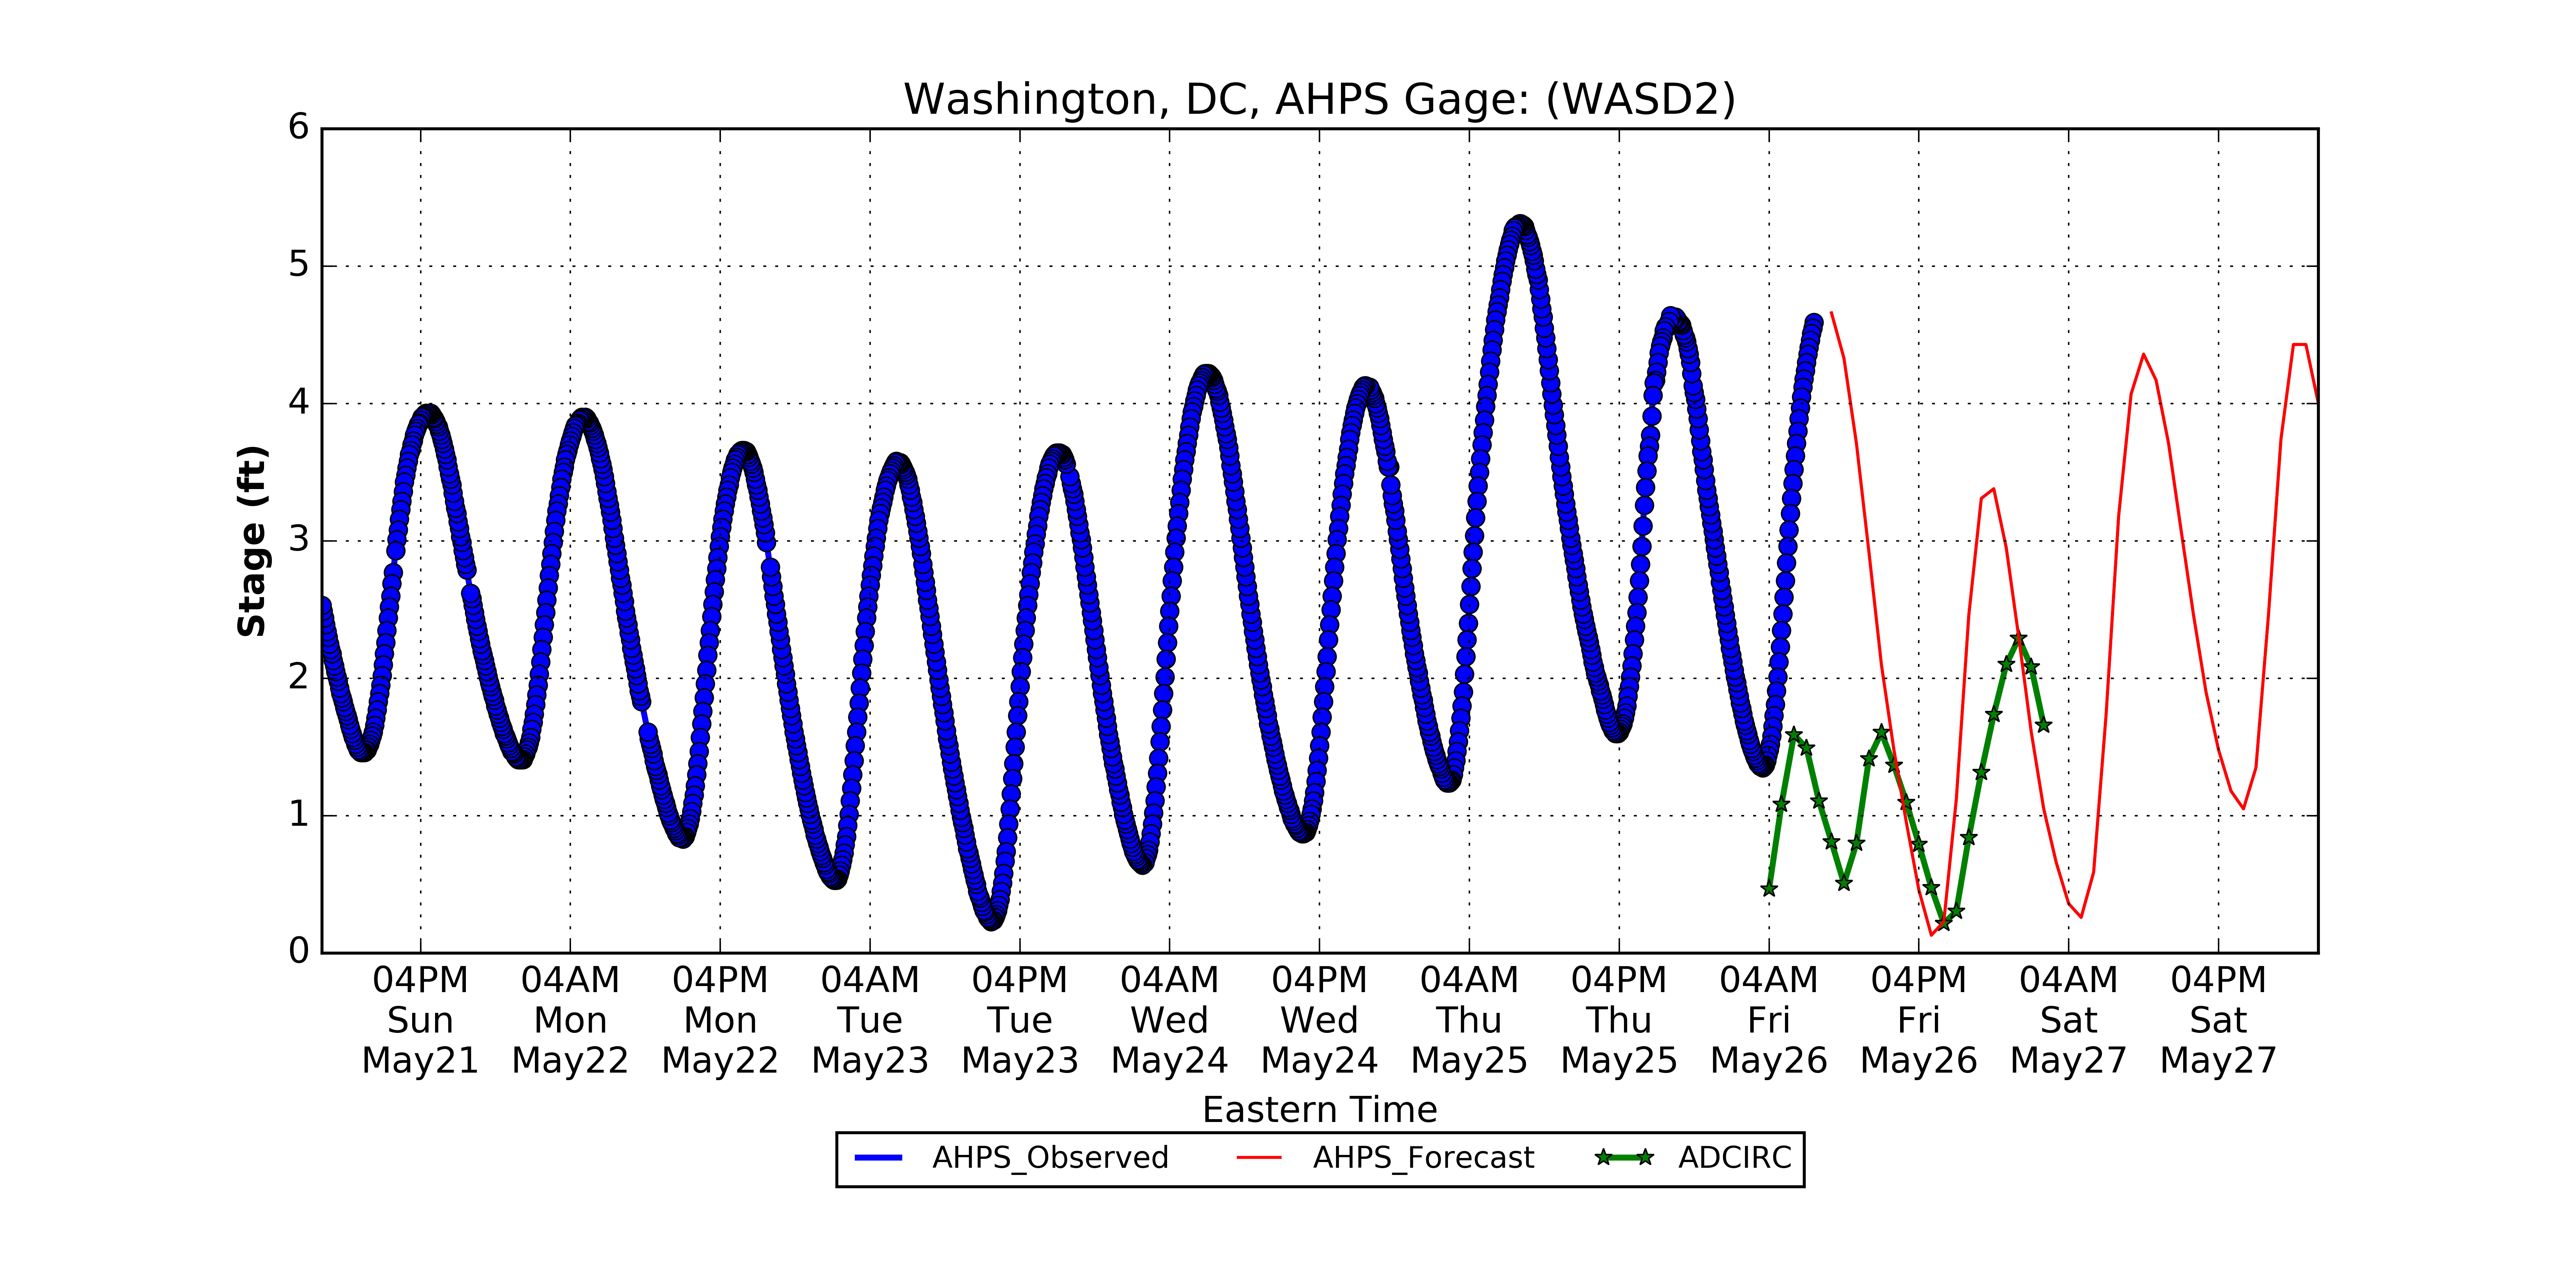 Washington, DC, AHPS Gage: (WASD2)
6
5
4
3
2
1
0
Stage (ft)
04PM 04AM 04PM 04AM 04PM 04AM 04PM 04AM 04PM 04AM 04PM 04AM 04PM
Sun Mon Mon Tue Tue Wed Wed Thu Thu Fri Fri Sat Sat
May21 May22 May22 May23 May23 May24 May24 May25 May25 May26 May26 May27 May27
Eastern Time
AHPS_Observed AHPS_Forecast ADCIRC